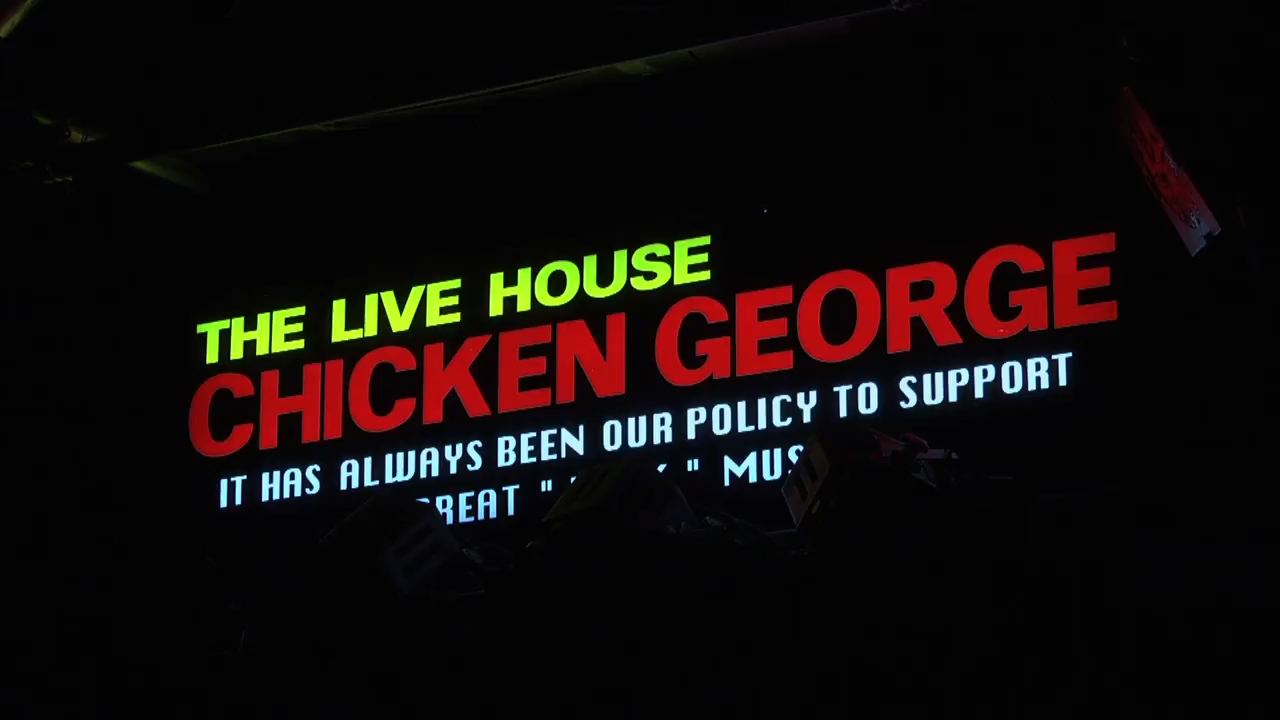 THE LIVE HOUSE
CHICKEN GEORGE
IT HAS ALWAYS BEEN OUR POLICY TO SUPPORT